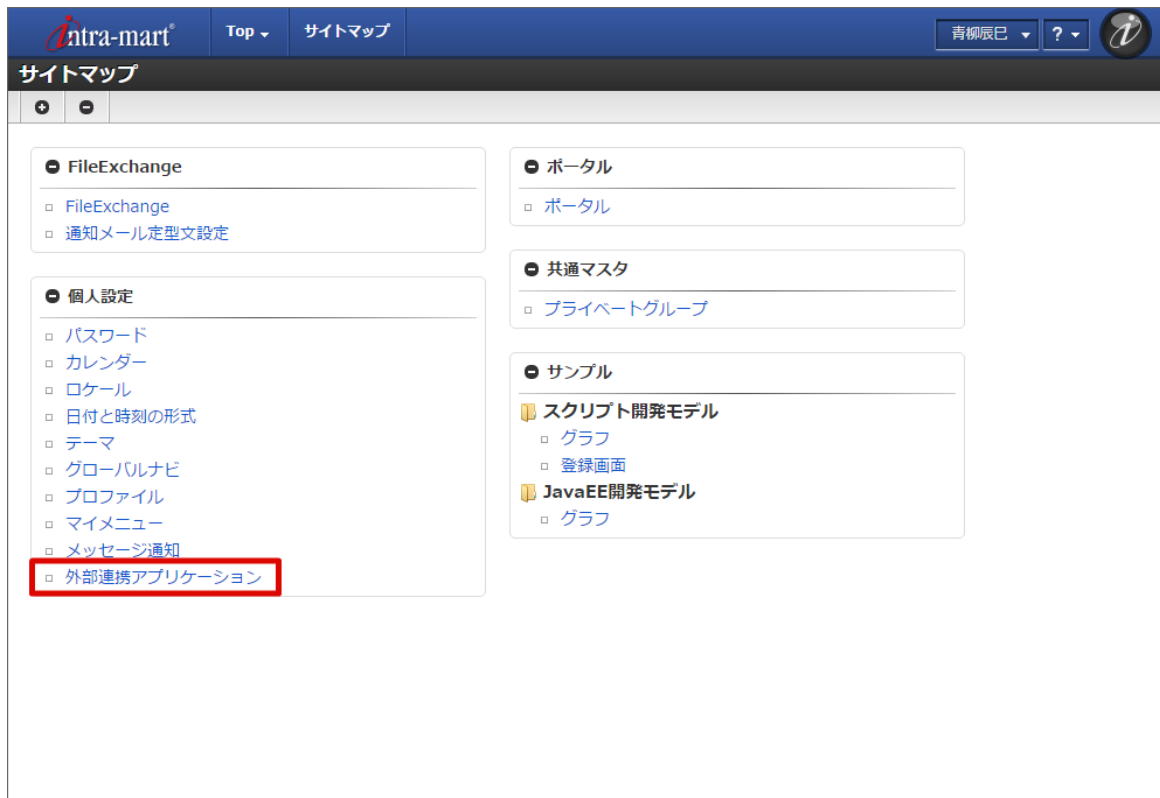 intra-mart®
Top
サイトマップ
青柳辰巳
?
サイトマップ
FileExchange
FileExchange
通知メール定型文設定
個人設定
パスワード
カレンダー
ロケール
日付と時刻の形式
テーマ
グローバルナビ
プロファイル
マイメニュー
メッセージ通知
外部連携アプリケーション
ポータル
ポータル
共通マスタ
プライベートグループ
サンプル
スクリプト開発モデル
グラフ
登録画面
JavaEE開発モデル
グラフ